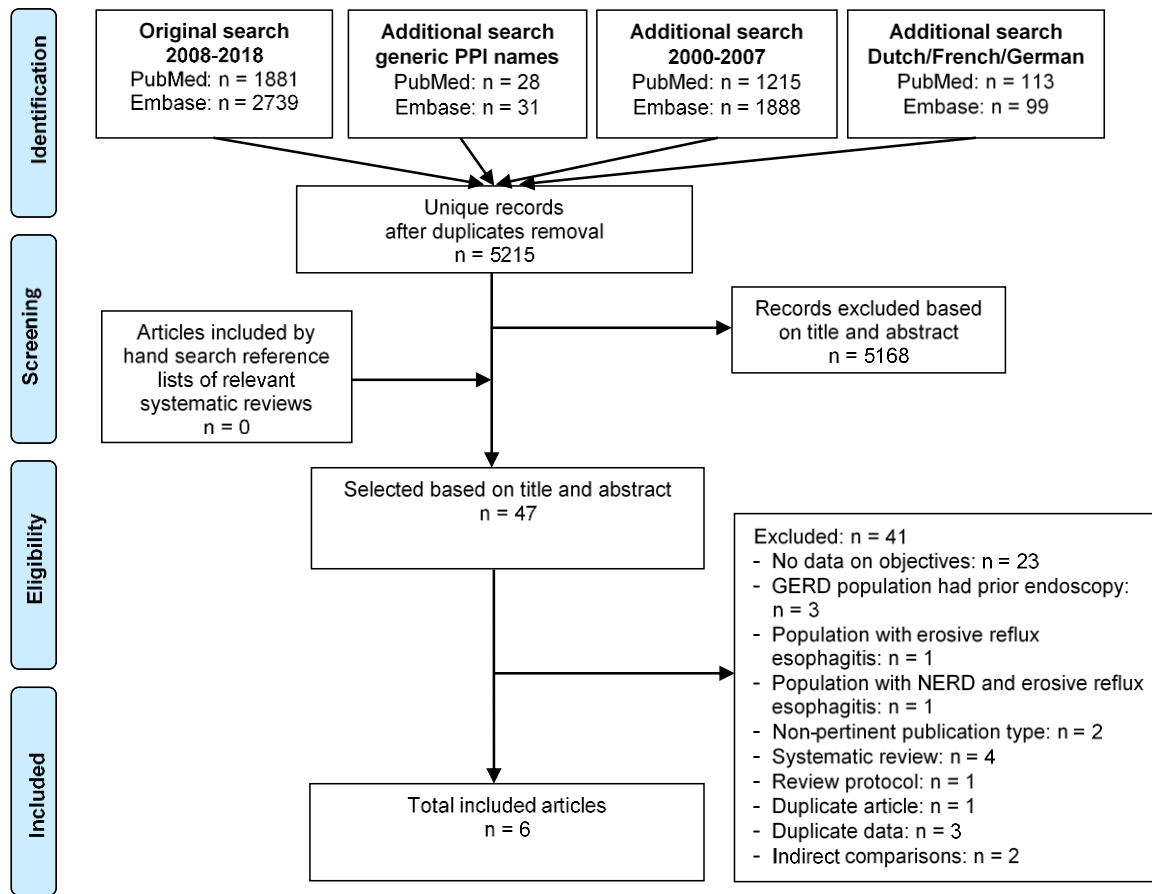 Identification
Original search
2008-2018
PubMed: n = 1881
Embase: n = 2739
Additional search
generic PPI names
PubMed: n = 28
Embase: n = 31
Additional search
2000-2007
PubMed: n = 1215
Embase: n = 1888
Additional search
Dutch/French/German
PubMed: n = 113
Embase: n = 99
Unique records
after duplicates removal
n = 5215
Screening
Records excluded based
on title and abstract
n = 5168
Articles included by
hand search reference
lists of relevant
systematic reviews
n = 0
Eligibility
Selected based on title and abstract
n = 47
Excluded: n = 41
- No data on objectives: n = 23
- GERD population had prior endoscopy:
n = 3
- Population with erosive reflux
esophagitis: n = 1
- Population with NERD and erosive reflux
esophagitis: n = 1
- Non-pertinent publication type: n = 2
- Systematic review: n = 4
- Review protocol: n = 1
- Duplicate article: n = 1
- Duplicate data: n = 3
- Indirect comparisons: n = 2
Included
Total included articles
n = 6